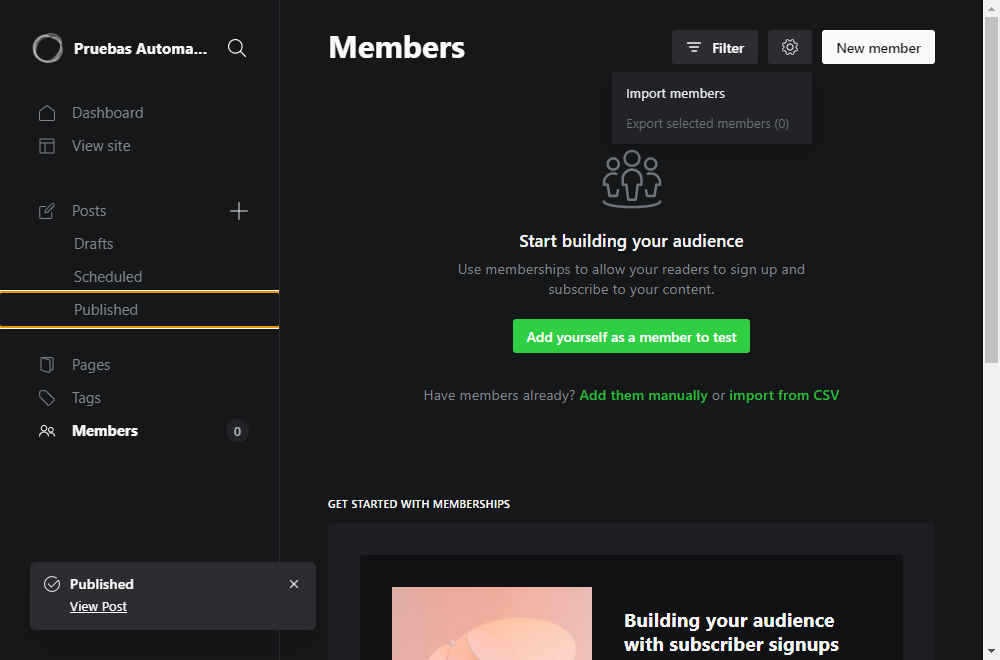 Pruebas Automa...
Dashboard
View site
Posts
Drafts
Scheduled
Published
Pages
Tags
Members
0
Published
View Post
Members
Filter
New member
Import members
Export selected members (0)
Start building your audience
Use memberships to allow your readers to sign up and
subscribe to your content.
Add yourself as a member to test
Have members already? Add them manually or import from CSV
GET STARTED WITH MEMBERSHIPS
Building your audience
with subscriber signups